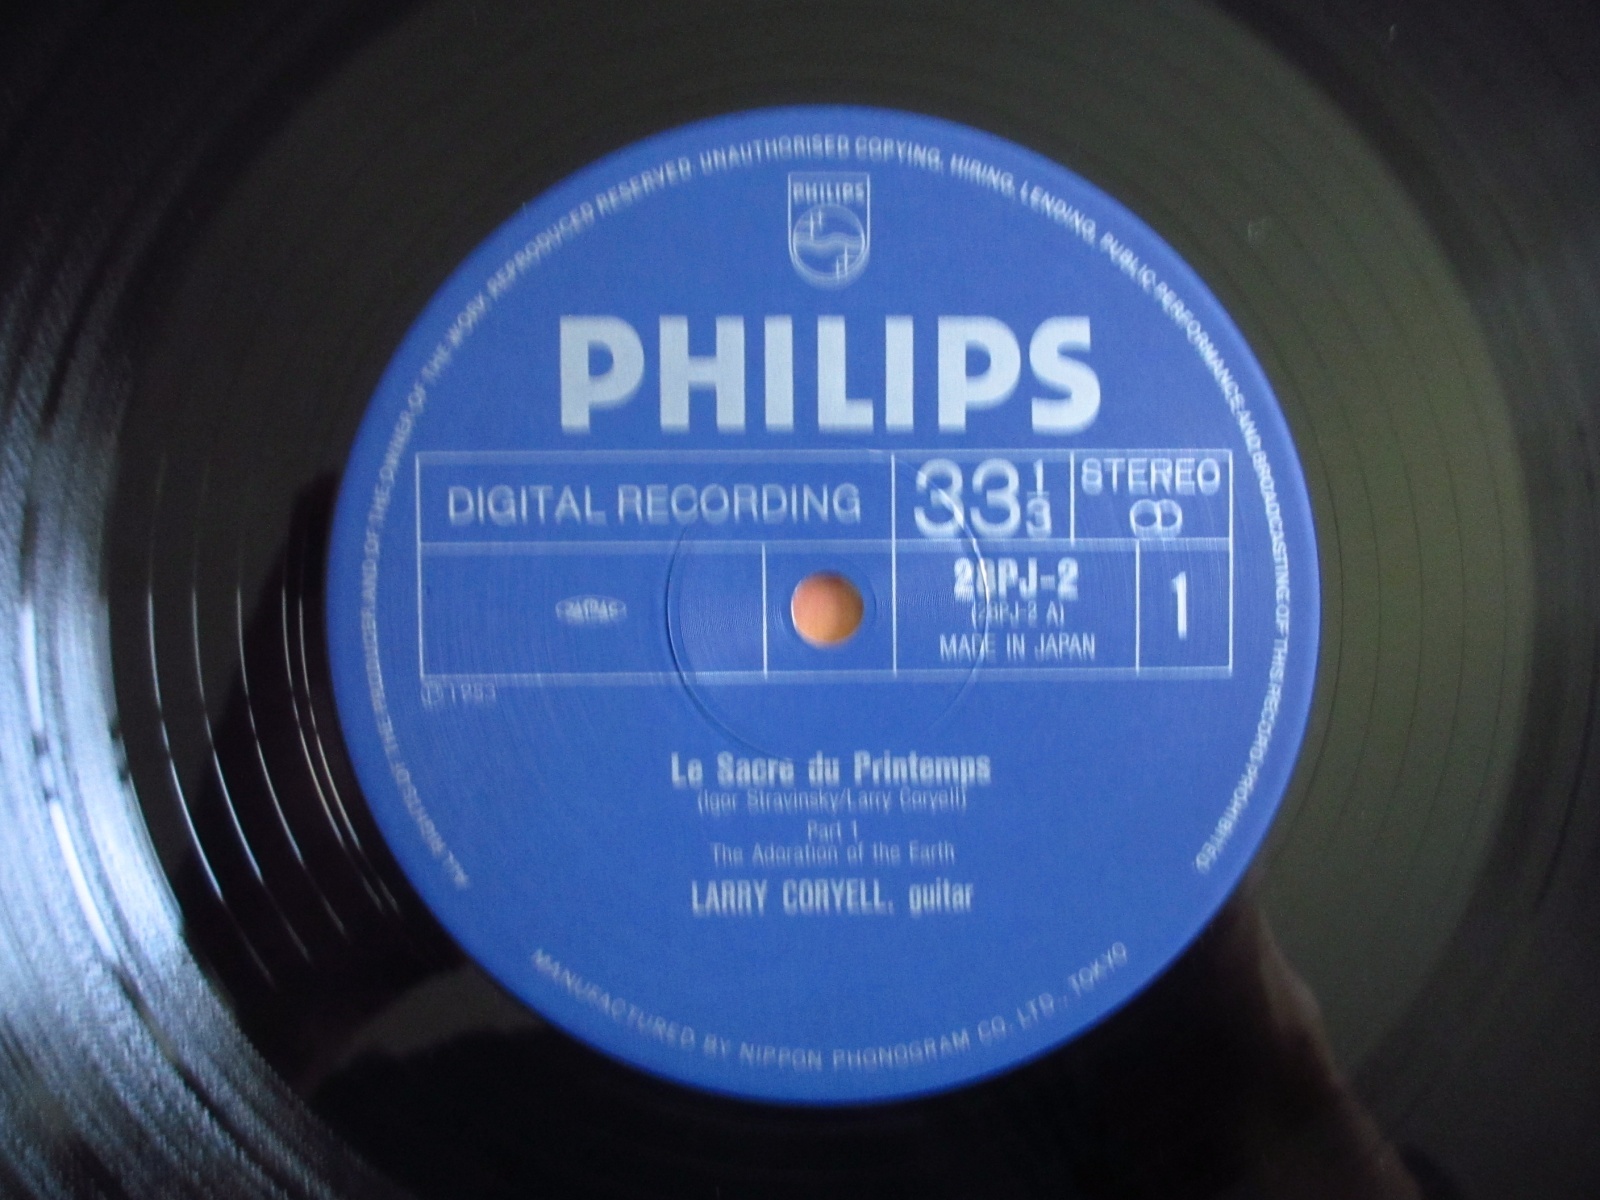 ALL RIGHTS OF THE PRODUCER AND OF THE OWNER OF THE WORK REPRODUCED RESERVED UNAUTHORISED COPYING, HIRING, LENDING, PUBLIC PERFORMANCE AND BROADCASTING OF THIS RECORD PROHIBITED.
PHILIPS
PHILIPS
DIGITAL RECORDING
33 1/3
STEREO
MADE IN JAPAN
1
Le Sacre du Printemps
(Igor Stravinsky/Larry Coryell)
Part 1
The Adoration of the Earth
LARRY CORYELL, guitar
MANUFACTURED BY NIPPON PHONOGRAM CO., LTD., TOKYO